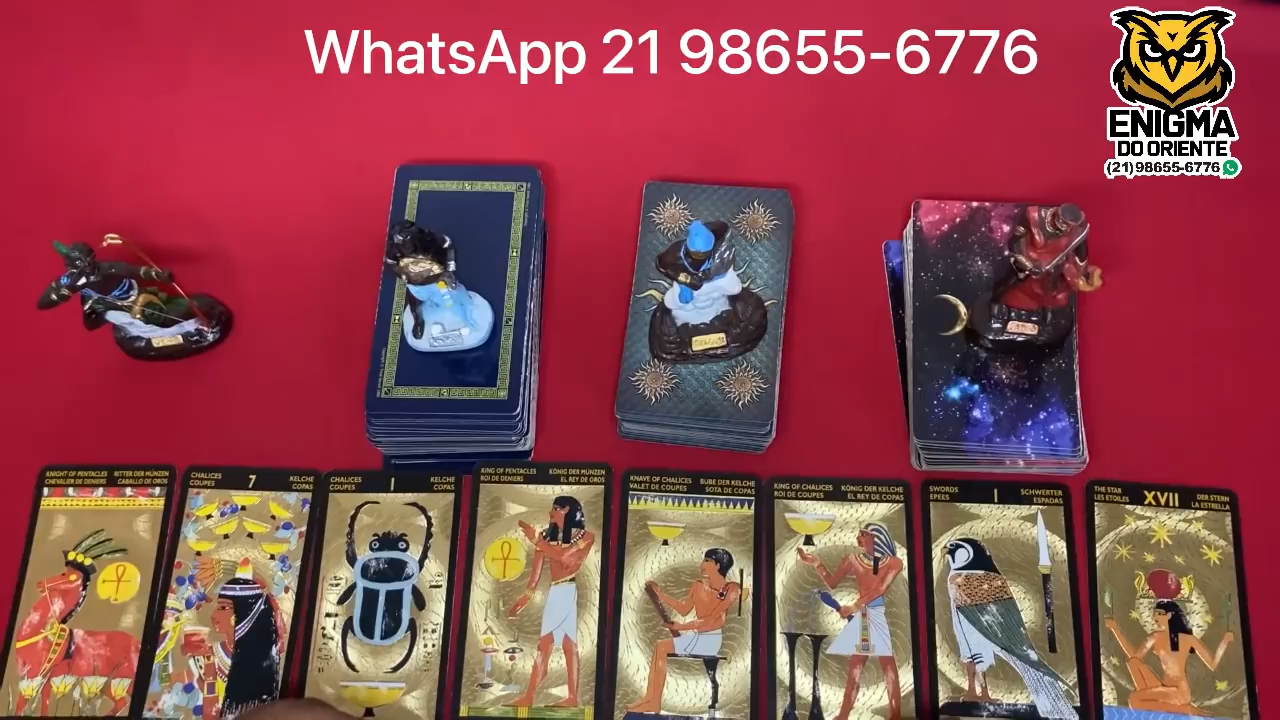 WhatsApp 21 98655-6776
ENIGMA
DO ORIENTE
(21)98655-6776
KNIGHT OF PENTACLES RITTER DER MÜNZEN
CHEVALIER DE DENIERS CABALLO DE OROS
CHALICES 7 KELCHE
COUPES COPAS
CHALICES I KELCHE
COUPES COPAS
KING OF PENTACLES KÖNIG DER MÜNZEN
ROI DE DENIERS EL REY DE OROS
KNAVE OF CHALICES BUBE DER KELCHE
VALET DE COUPES SOTA DE COPAS
KING OF CHALICES KÖNIG DER KELCHE
ROI DE COUPES EL REY DE COPAS
SWORDS I SCHWERTER
EPEES ESPADAS
THE STAR XVII DER STERN
LES ETOILES LA ESTRELLA